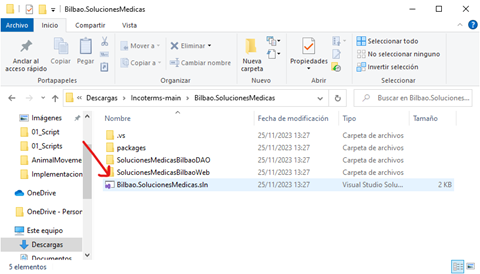 Bilbao.SolucionesMedicas
Archivo Inicio Compartir Vista
Anclar al acceso rápido
Copiar
Pegar
Portapapeles
Mover a
Copiar a
Eliminar
Cambiar nombre
Organizar
Nueva carpeta
Nuevo
Propiedades
Abrir
Seleccionar todo
No seleccionar ninguno
Invertir selección
Seleccionar
Descargas > Incoterms-main > Bilbao.SolucionesMedicas
Buscar en Bilbao.Soluciones...
Nombre Fecha de modificación Tipo Tamaño
Imágenes
01_Script
01_Scripts
AnimalMoveme
Implementacion
OneDrive
OneDrive - Person
Este equipo
Descargas
Documentos
.vs 25/11/2023 13:27 Carpeta de archivos
packages 25/11/2023 13:27 Carpeta de archivos
SolucionesMedicasBilbaoDAO 25/11/2023 13:27 Carpeta de archivos
SolucionesMedicasBilbaoWeb 25/11/2023 13:27 Carpeta de archivos
Bilbao.SolucionesMedicas.sln 25/11/2023 13:27 Visual Studio Solu... 2 KB
5 elementos